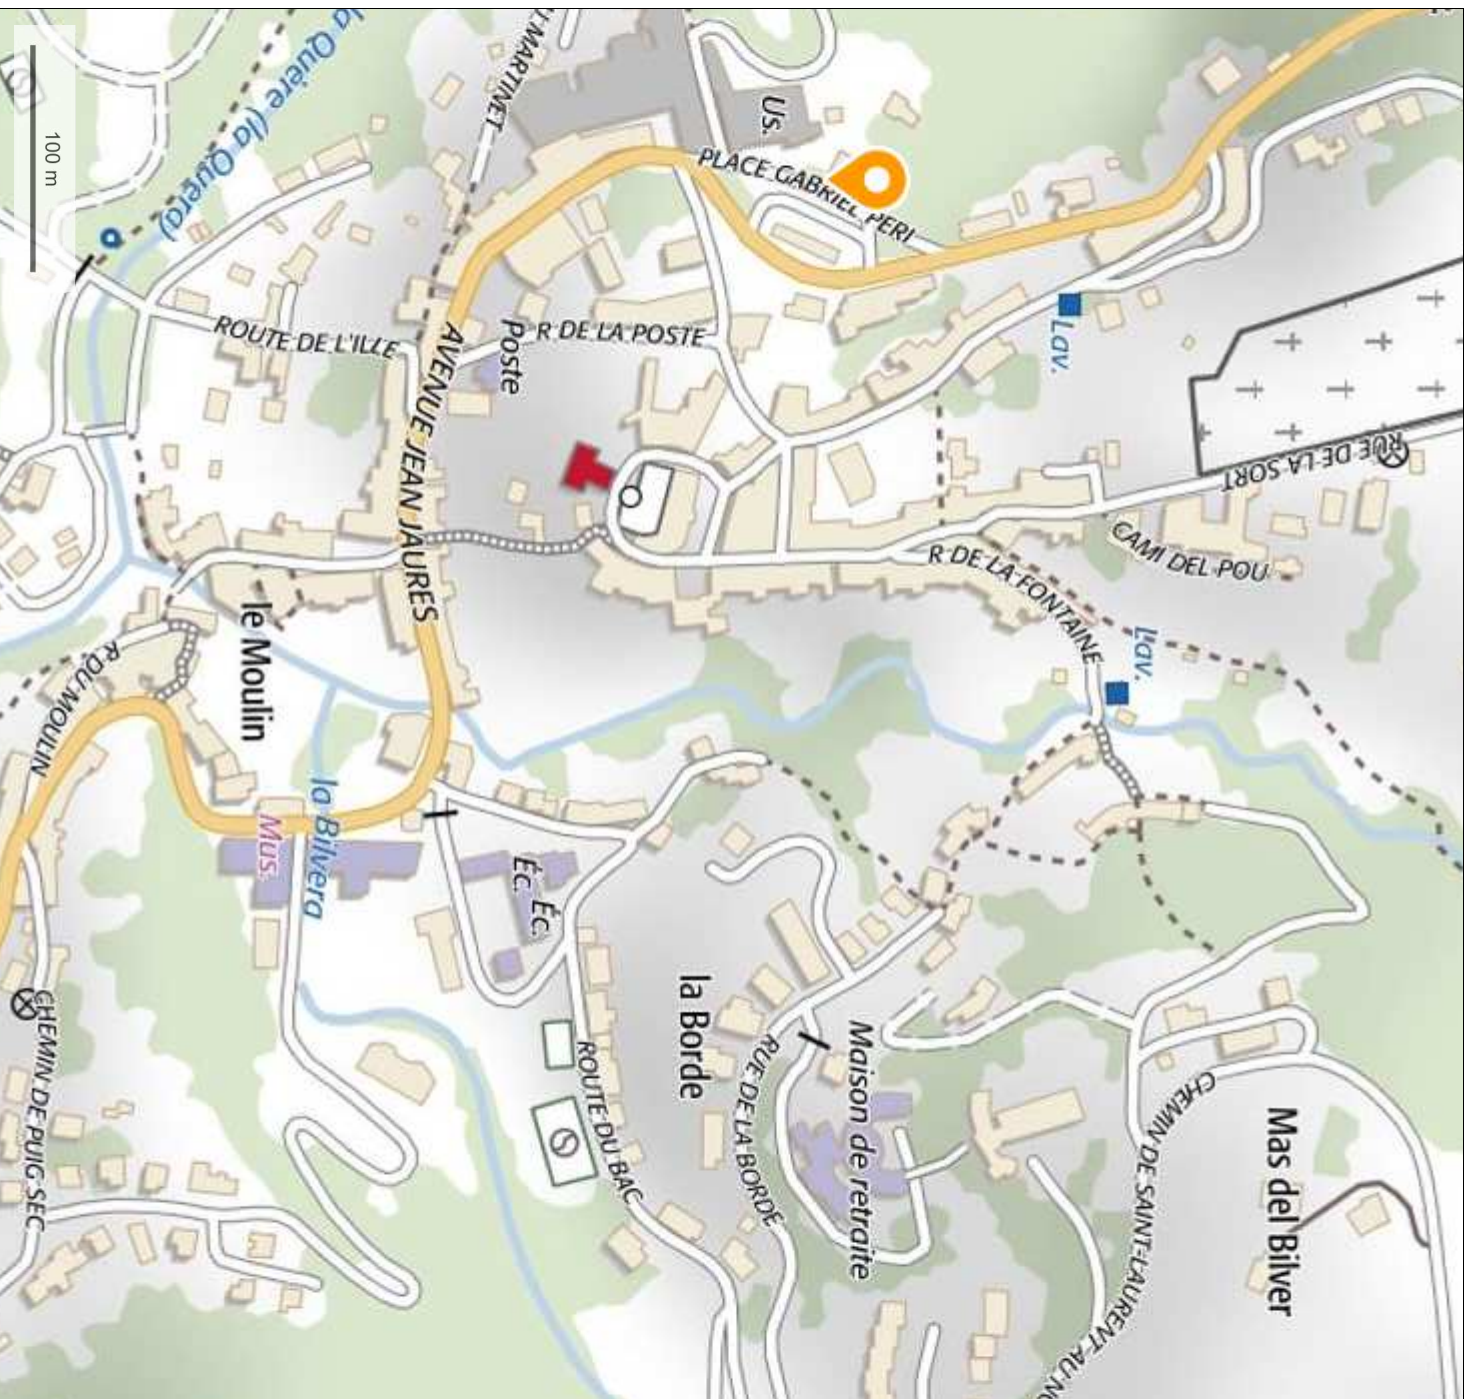 la Quère (la Quera)
U MARTINET
Us.
PLACE GABRIEL PERI
100 m
ROUTE DE L'ILLE
AVENUE JEAN JAURES
Poste
R DE LA POSTE
Lav.
RUE DE LA SORT
CAMI DEL POU
R DE LA FONTAINE
Lav.
le Moulin
R DU MOULIN
la Bilvera
Mus.
Éc.
Éc.
la Borde
ROUTE DU BAC
RUE DE LA BORDE
Maison de retraite
CHEMIN DE SAINT-LAURENT-AU
Mas del Bilver
CHEMIN DE PUIG SEC